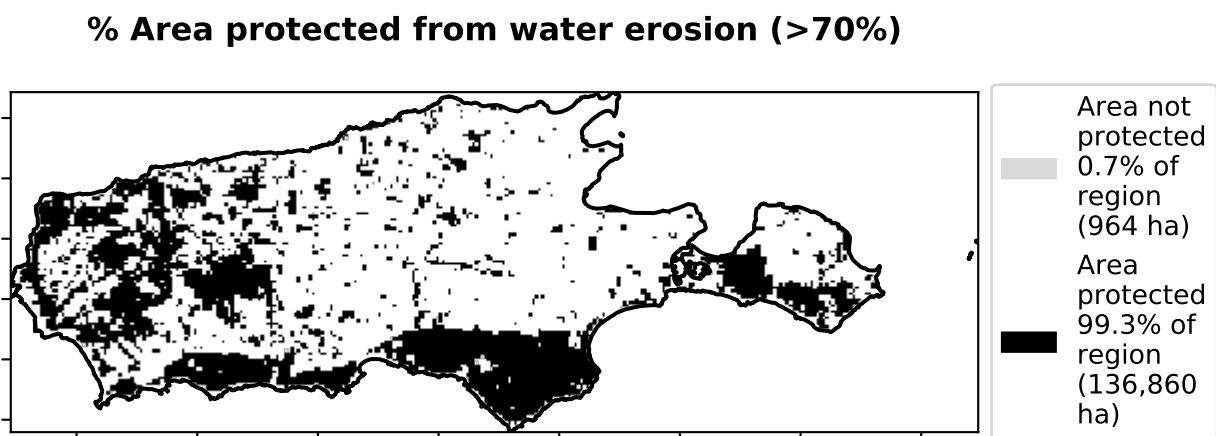 % Area protected from water erosion (>70%)
Area not
protected
0.7% of
region
(964 ha)
Area
protected
99.3% of
region
(136,860
ha)